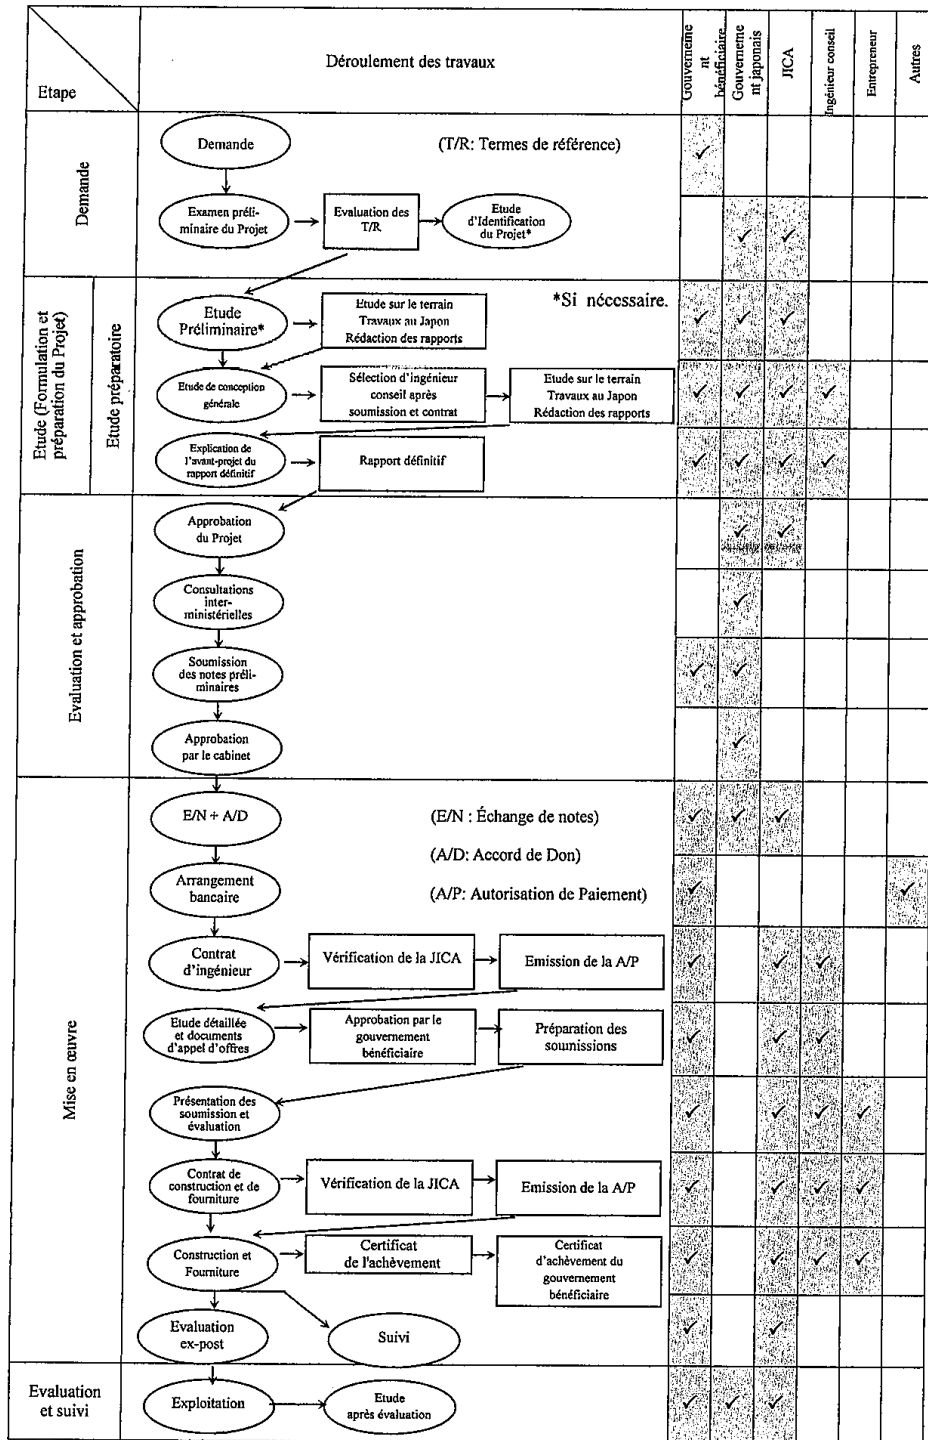 Etape
Déroulement des travaux
Gouverneme
nt
bénéficiaire
Gouverneme
nt japonais
JICA
Ingénieur conseil
Entrepreneur
Autres
Demande
Demande
(T/R: Termes de référence)
Examen préli-
minaire du Projet
Evaluation des
T/R
Etude
d'Identification
du Projet*
Etude (Formulation et
préparation du Projet)
Etude préparatoire
Etude
Préliminaire*
Etude sur le terrain
Travaux au Japon
Rédaction des rapports
*Si nécessaire.
Etude de conception
générale
Sélection d'ingénieur
conseil après
soumission et contrat
Etude sur le terrain
Travaux au Japon
Rédaction des rapports
Explication de
l'avant-projet du
rapport définitif
Rapport définitif
Evaluation et approbation
Approbation
du Projet
Consultations
inter-
ministérielles
Soumission
des notes préli-
minaires
Approbation
par le cabinet
Mise en œuvre
E/N + A/D
(E/N : Échange de notes)
(A/D: Accord de Don)
Arrangement
bancaire
(A/P: Autorisation de Paiement)
Contrat
d'ingénieur
Vérification de la JICA
Emission de la A/P
Etude détaillée
et documents
d'appel d'offres
Approbation par le
gouvernement
bénéficiaire
Préparation des
soumissions
Présentation des
soumission et
évaluation
Contrat de
construction et de
fourniture
Vérification de la JICA
Emission de la A/P
Construction et
Fourniture
Certificat
de l'achèvement
Certificat
d'achèvement du
gouvernement
bénéficiaire
Evaluation
ex-post
Suivi
Evaluation
et suivi
Exploitation
Etude
après évaluation